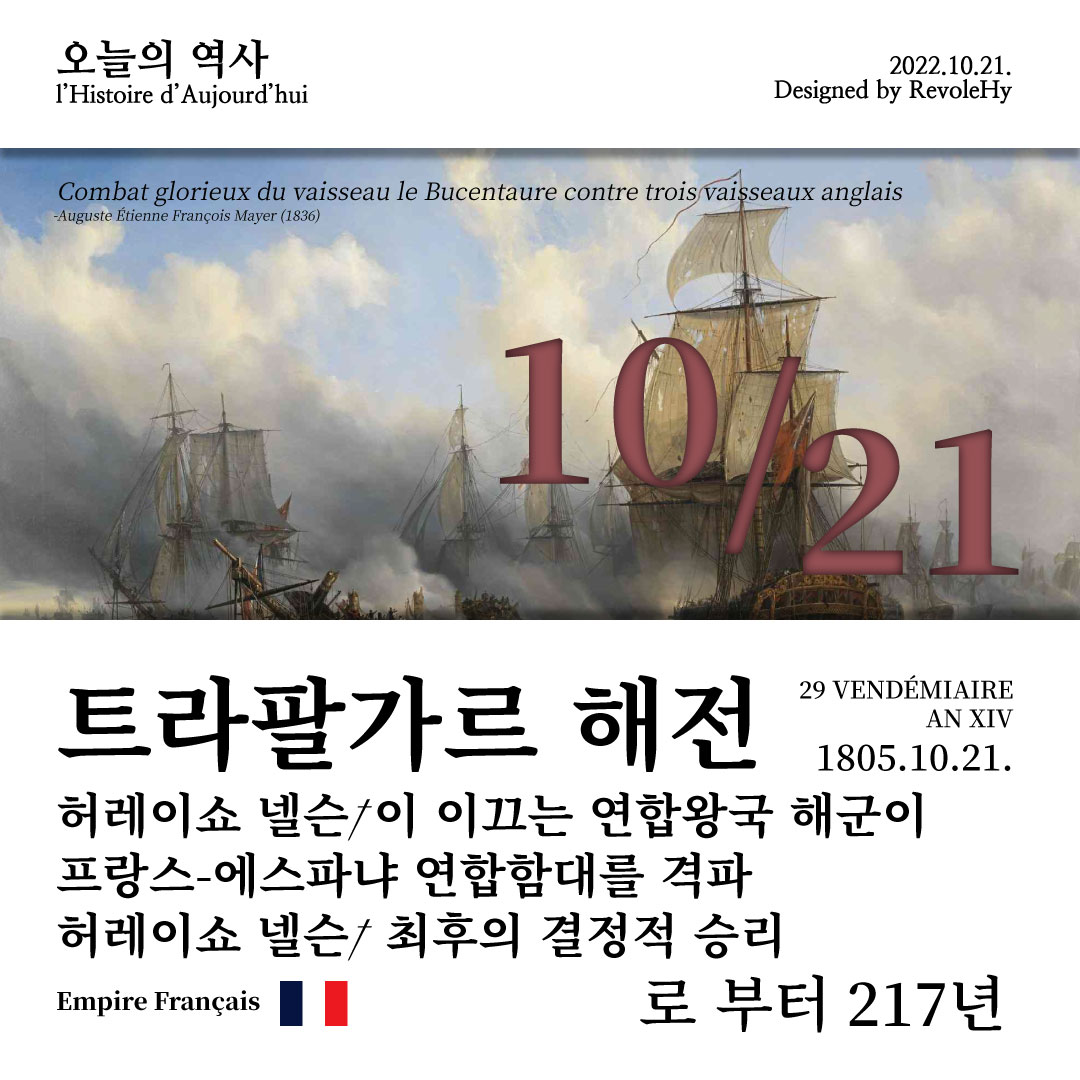 오늘의 역사
l'Histoire d'Aujourd'hui
2022.10.21.
Designed by RevoleHy
Combat glorieux du vaisseau le Bucentaure contre trois vaisseaux anglais
-Auguste Étienne François Mayer (1836)
10/21
트라팔가르 해전
29 VENDÉMIAIRE
AN XIV
1805.10.21.
허레이쇼 넬슨/이 이끄는 연합왕국 해군이
프랑스-에스파냐 연합함대를 격파
허레이쇼 넬슨/ 최후의 결정적 승리
Empire Français
로 부터 217년